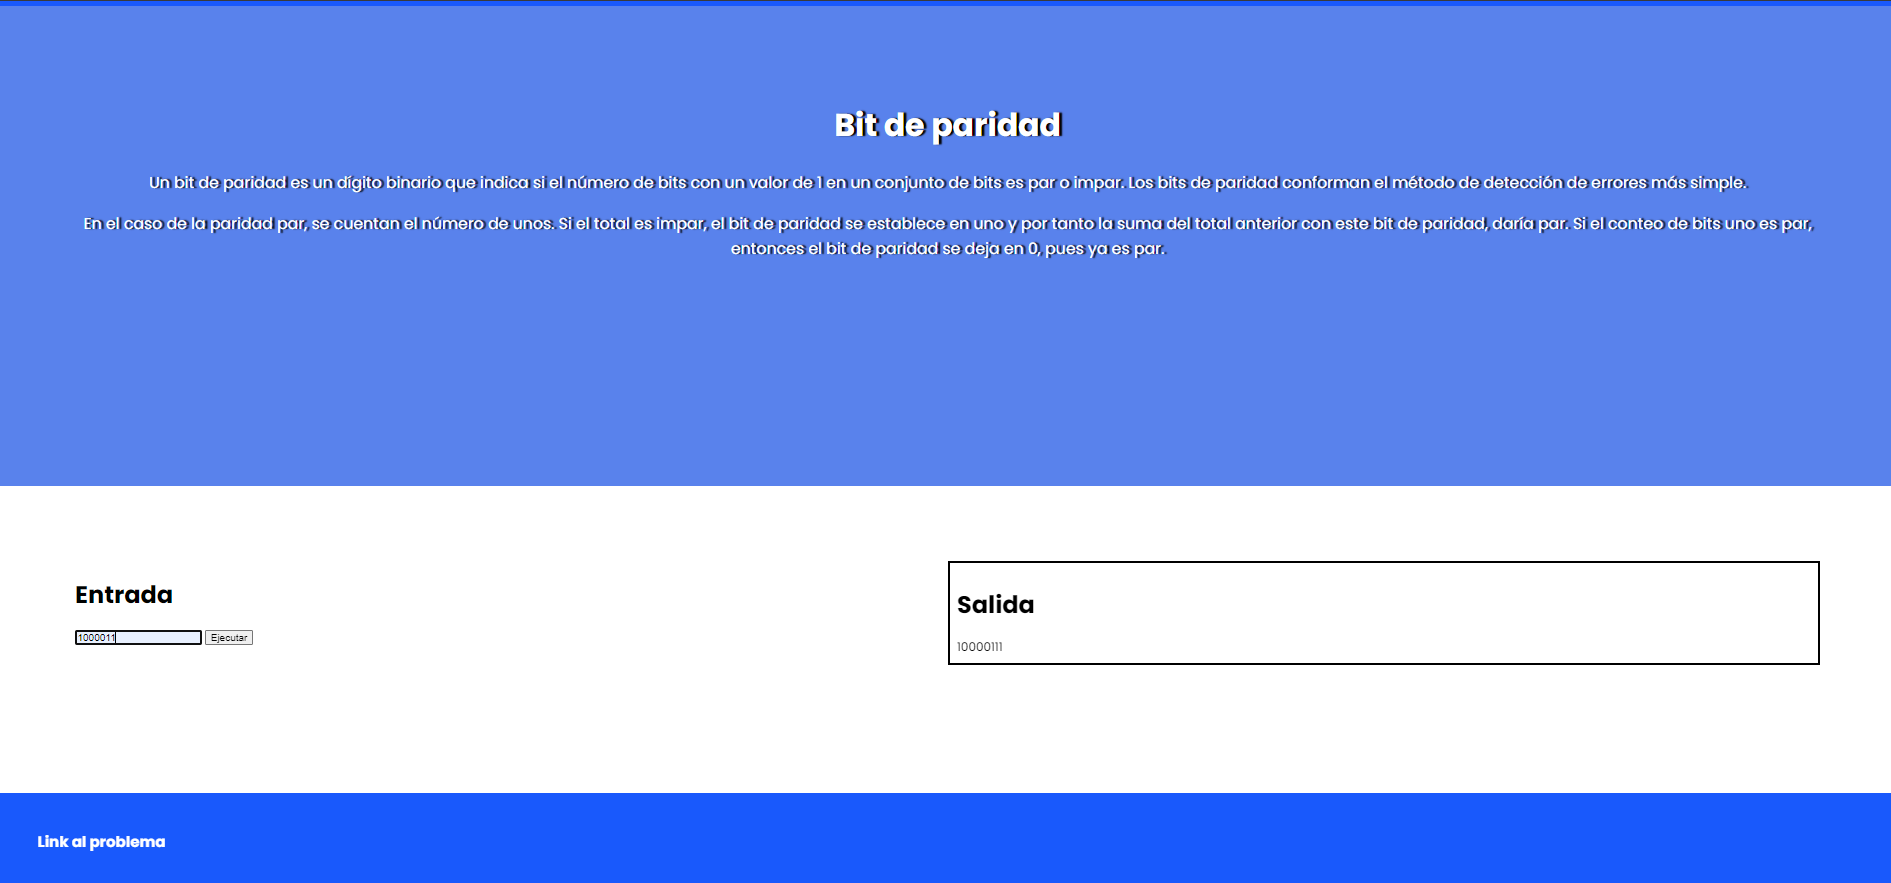 Bit de paridad
Un bit de paridad es un dígito binario que indica si el número de bits con un valor de 1 en un conjunto de bits es par o impar. Los bits de paridad conforman el método de detección de errores más simple.
En el caso de la paridad par, se cuentan el número de unos. Si el total es impar, el bit de paridad se establece en uno y por tanto la suma del total anterior con este bit de paridad, daría par. Si el conteo de bits uno es par,
entonces el bit de paridad se deja en 0, pues ya es par.
Entrada
1000011 Ejecutar
Salida
10000111
Link al problema